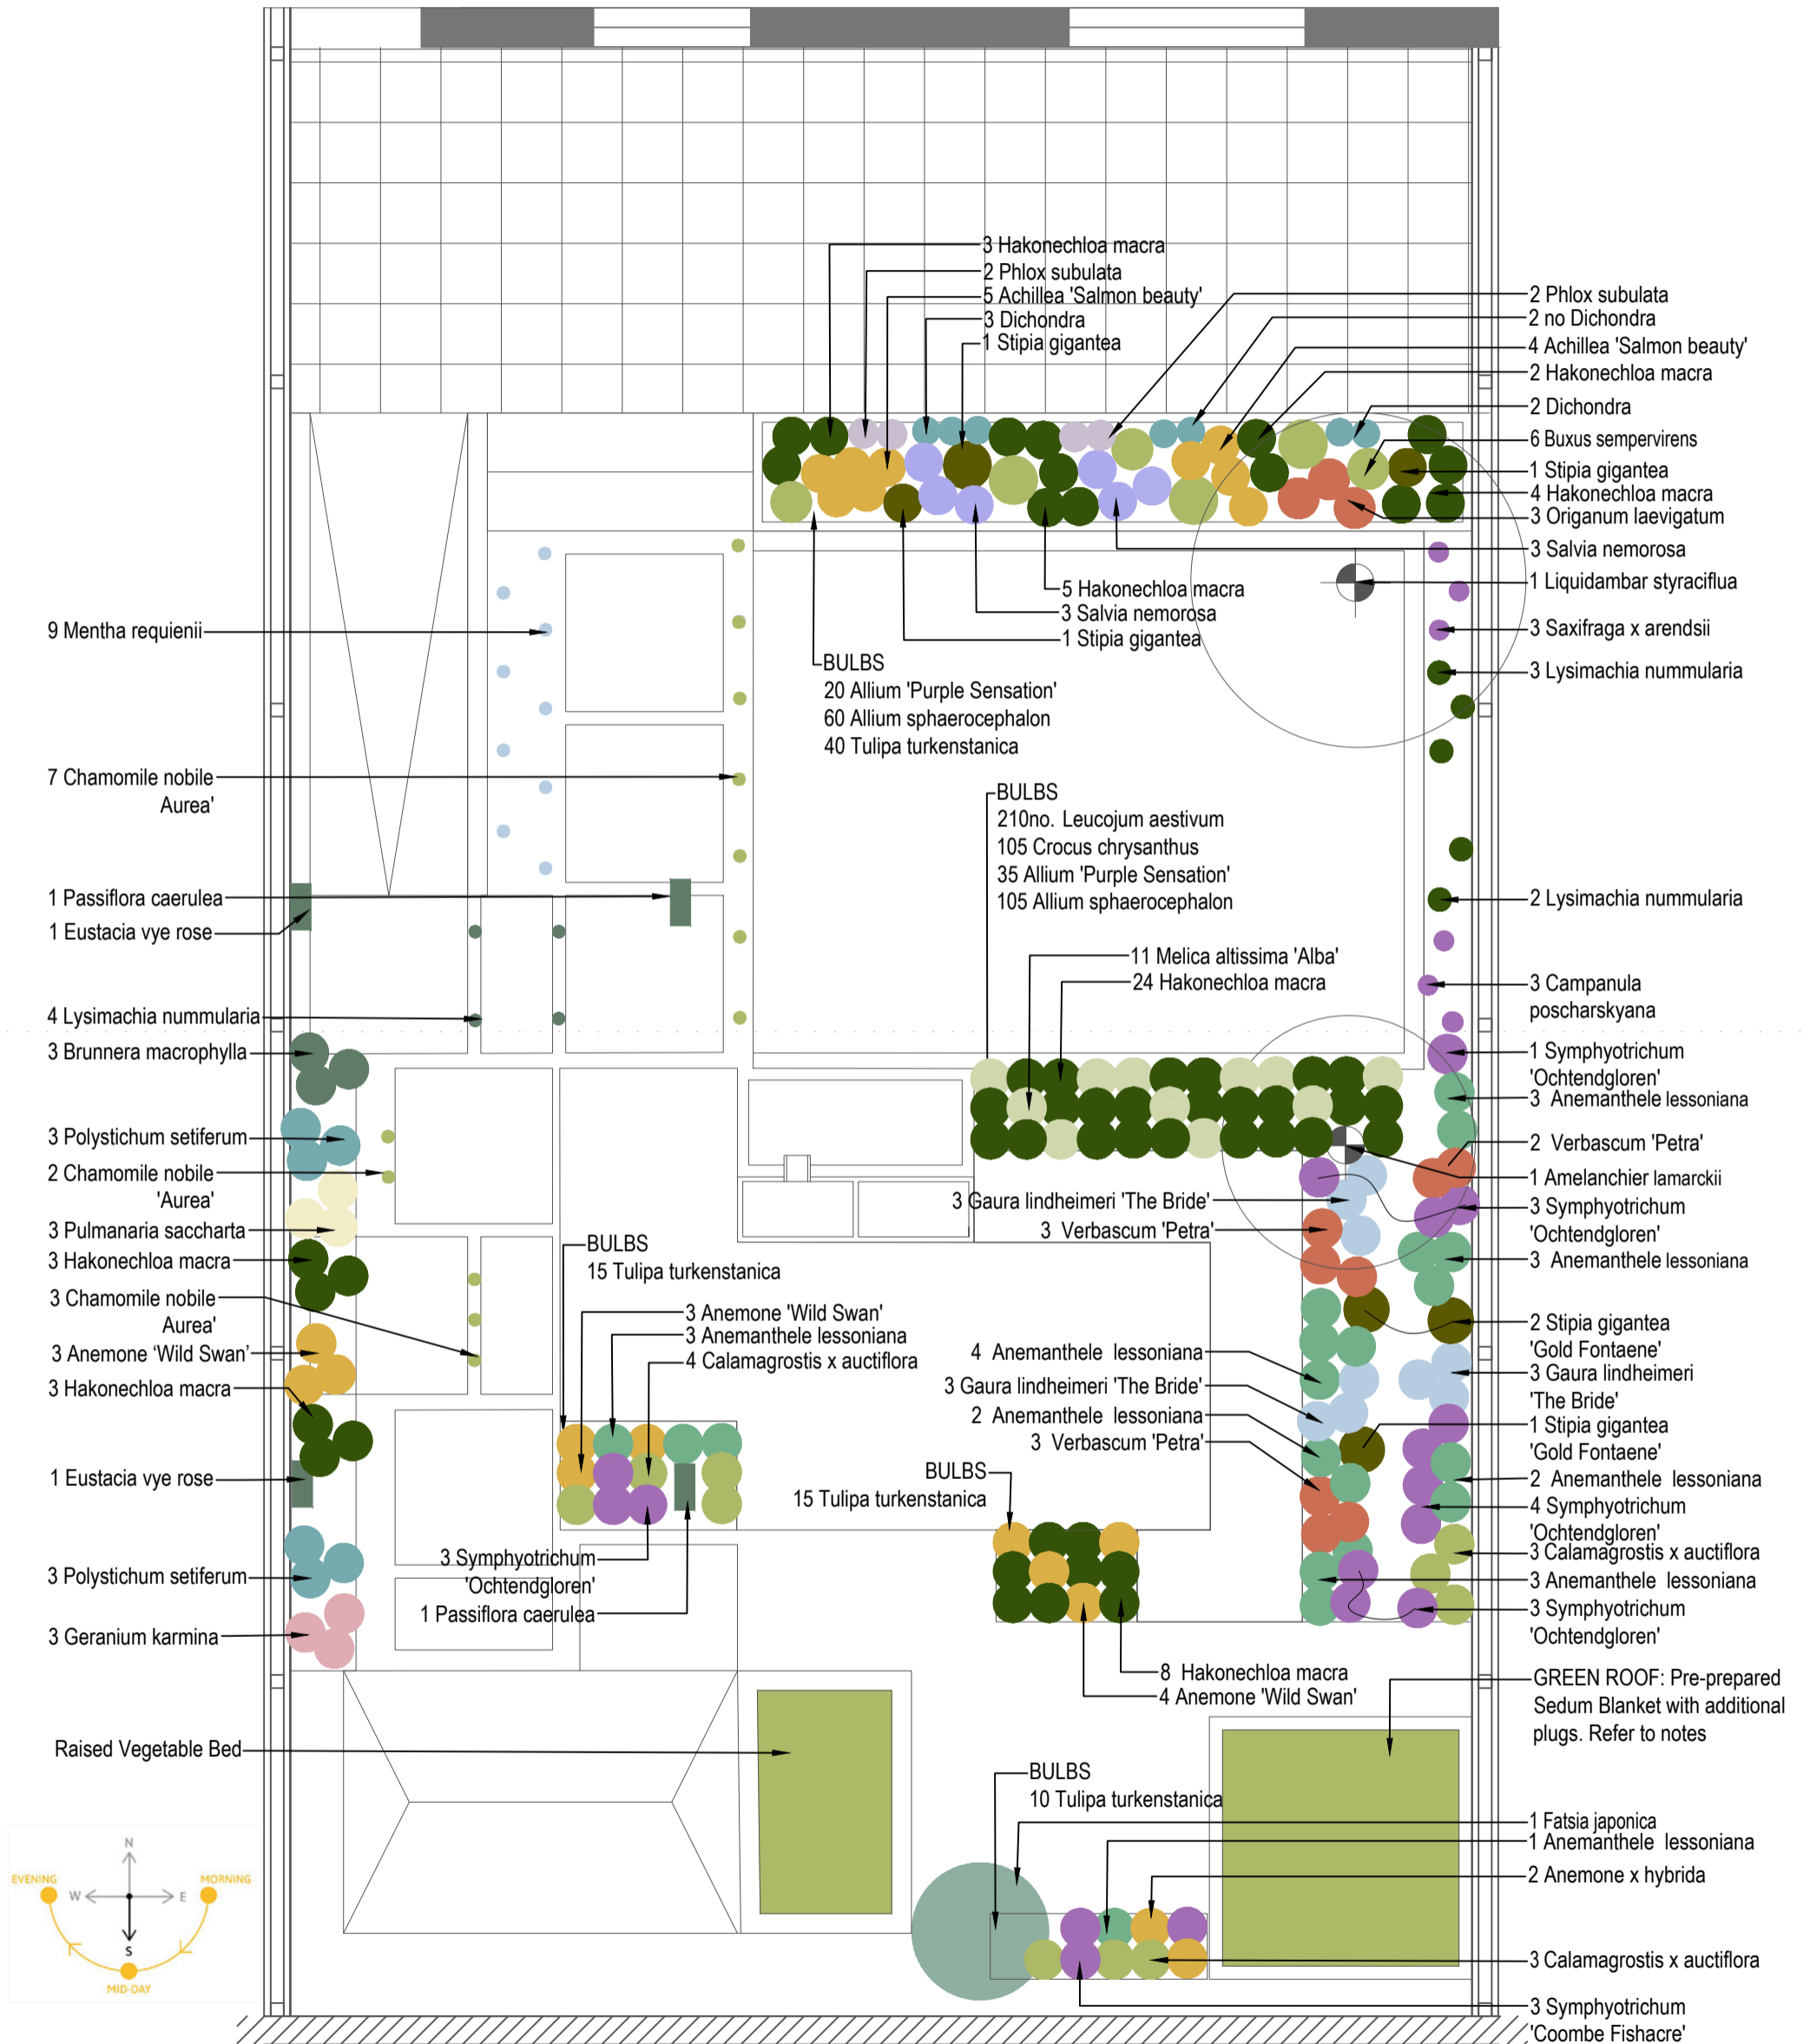 3 Hakonechloa macra
2 Phlox subulata
5 Achillea 'Salmon beauty'
3 Dichondra
1 Stipia gigantea
2 Phlox subulata
2 no Dichondra
4 Achillea 'Salmon beauty'
2 Hakonechloa macra
2 Dichondra
6 Buxus sempervirens
1 Stipia gigantea
4 Hakonechloa macra
3 Origanum laevigatum
3 Salvia nemorosa
1 Liquidambar styraciflua
3 Saxifraga x arendsii
3 Lysimachia nummularia
5 Hakonechloa macra
3 Salvia nemorosa
1 Stipia gigantea
BULBS
20 Allium 'Purple Sensation'
60 Allium sphaerocephalon
40 Tulipa turkenstanica
9 Mentha requienii
7 Chamomile nobile
Aurea'
BULBS
210no. Leucojum aestivum
105 Crocus chrysanthus
35 Allium 'Purple Sensation'
105 Allium sphaerocephalon
1 Passiflora caerulea
1 Eustacia vye rose
2 Lysimachia nummularia
11 Melica altissima 'Alba'
24 Hakonechloa macra
3 Campanula
poscharskyana
4 Lysimachia nummularia
3 Brunnera macrophylla
1 Symphyotrichum
'Ochtendgloren'
3 Anemanthele lessoniana
3 Polystichum setiferum
2 Verbascum 'Petra'
2 Chamomile nobile
'Aurea'
1 Amelanchier lamarckii
3 Gaura lindheimeri 'The Bride'
3 Symphyotrichum
'Ochtendgloren'
3 Pulmanaria saccharta
3 Verbascum 'Petra'
3 Hakonechloa macra
3 Anemanthele lessoniana
BULBS
15 Tulipa turkenstanica
3 Chamomile nobile
Aurea'
3 Anemone 'Wild Swan'
3 Anemanthele lessoniana
4 Calamagrostis x auctiflora
2 Stipia gigantea
'Gold Fontaene'
3 Anemone ‘Wild Swan’
4 Anemanthele lessoniana
3 Gaura lindheimeri
'The Bride'
3 Hakonechloa macra
3 Gaura lindheimeri 'The Bride'
2 Anemanthele lessoniana
1 Stipia gigantea
'Gold Fontaene'
3 Verbascum 'Petra'
1 Eustacia vye rose
BULBS
15 Tulipa turkenstanica
2 Anemanthele lessoniana
4 Symphyotrichum
'Ochtendgloren'
3 Symphyotrichum
'Ochtendgloren'
3 Calamagrostis x auctiflora
3 Polystichum setiferum
3 Anemanthele lessoniana
1 Passiflora caerulea
3 Symphyotrichum
'Ochtendgloren'
3 Geranium karmina
8 Hakonechloa macra
4 Anemone 'Wild Swan'
GREEN ROOF: Pre-prepared
Sedum Blanket with additional
plugs. Refer to notes
Raised Vegetable Bed
BULBS
10 Tulipa turkenstanica
1 Fatsia japonica
1 Anemanthele lessoniana
2 Anemone x hybrida
N
EVENING
MORNING
W
E
S
MID-DAY
3 Calamagrostis x auctiflora
3 Symphyotrichum
'Coombe Fishacre'